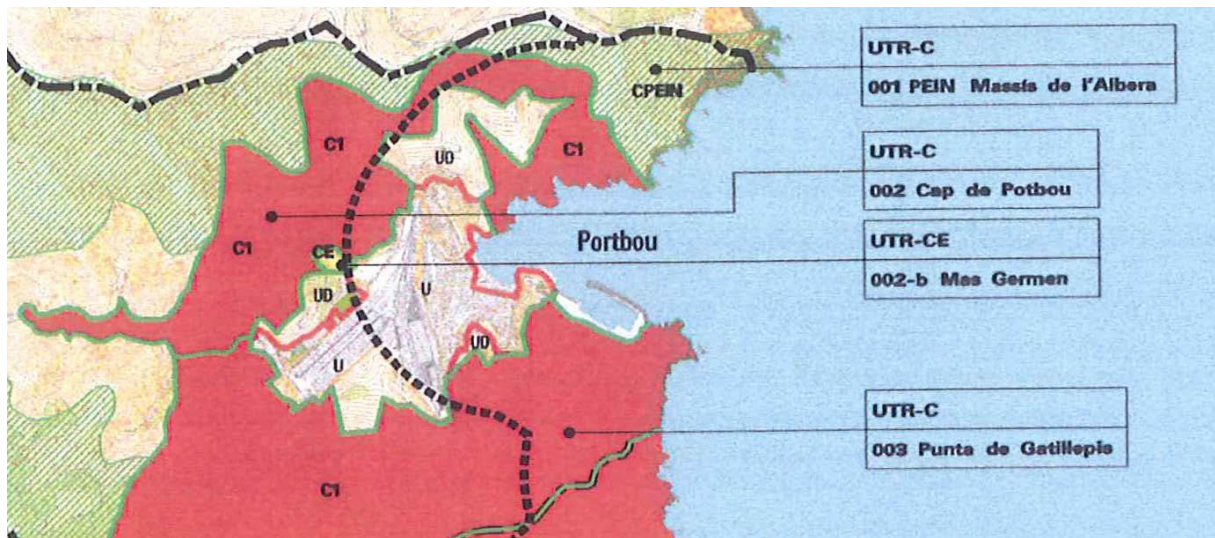 UTR-C
001 PEIN Massís de l'Albera
CPEIN
C1
UD
C1
UTR-C
002 Cap de Potbou
C1
CE
Portbou
UTR-CE
002-b Mas Germen
UD
U
UD
U
UTR-C
003 Punta de Gatillepis
C1